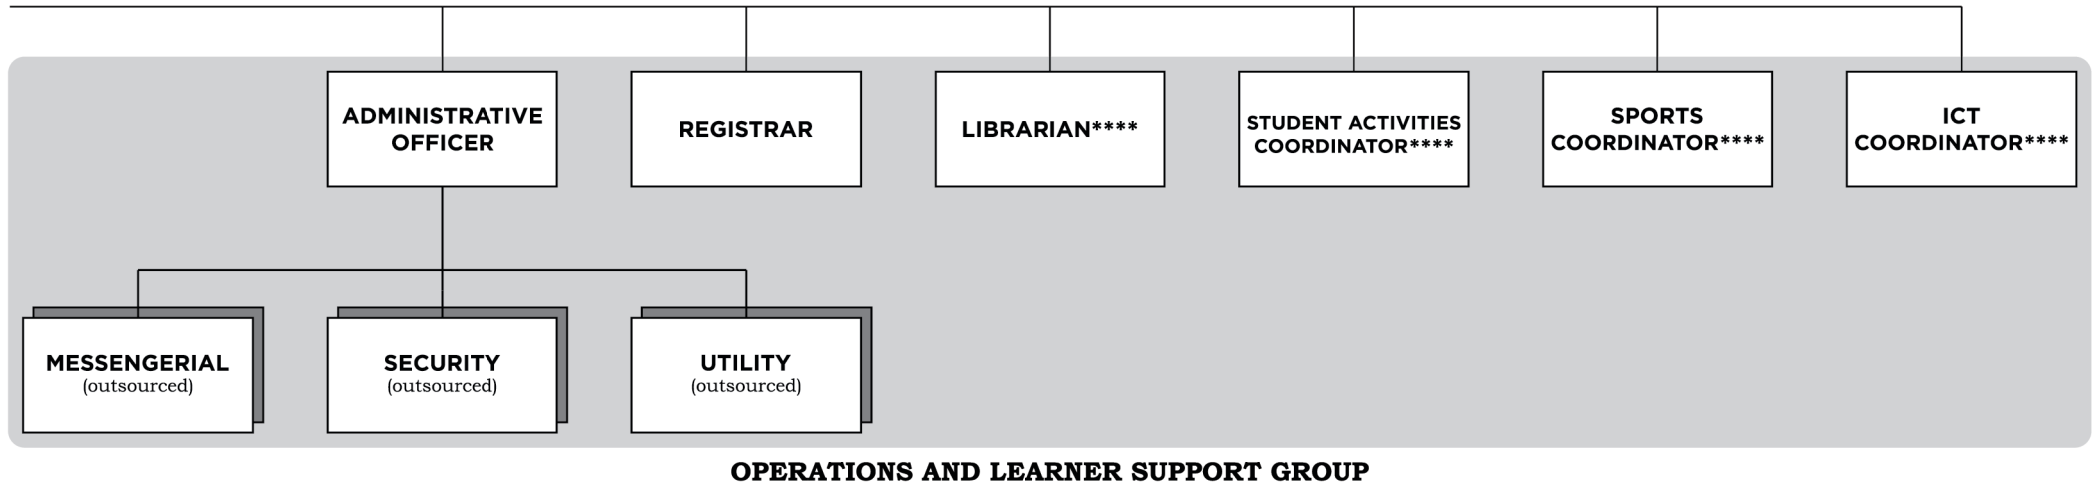 ADMINISTRATIVE
OFFICER
REGISTRAR
LIBRARIAN****
STUDENT ACTIVITIES
COORDINATOR****
SPORTS
COORDINATOR****
ICT
COORDINATOR****
MESSENGERIAL
(outsourced)
SECURITY
(outsourced)
UTILITY
(outsourced)
OPERATIONS AND LEARNER SUPPORT GROUP